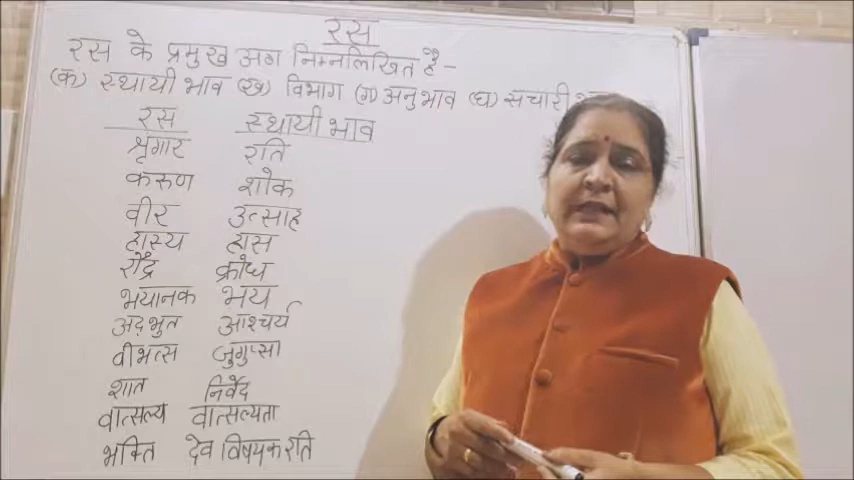 रस
रस के प्रमुख अंग निम्नलिखित है -
(क) स्थायी भाव (ख) विभाग (ग) अनुभाव (घ) सचारी
रस स्थायी भाव
श्रृगार रति
करुण शोक
वीर उत्साह
हास्य हास
रौद्र क्रोध
भयानक भय
अद्भुत आश्चर्य
वीभत्स जुगुप्सा
शात निर्वेद
वात्सल्य वात्सल्यता
भक्ति देव विषयक रति